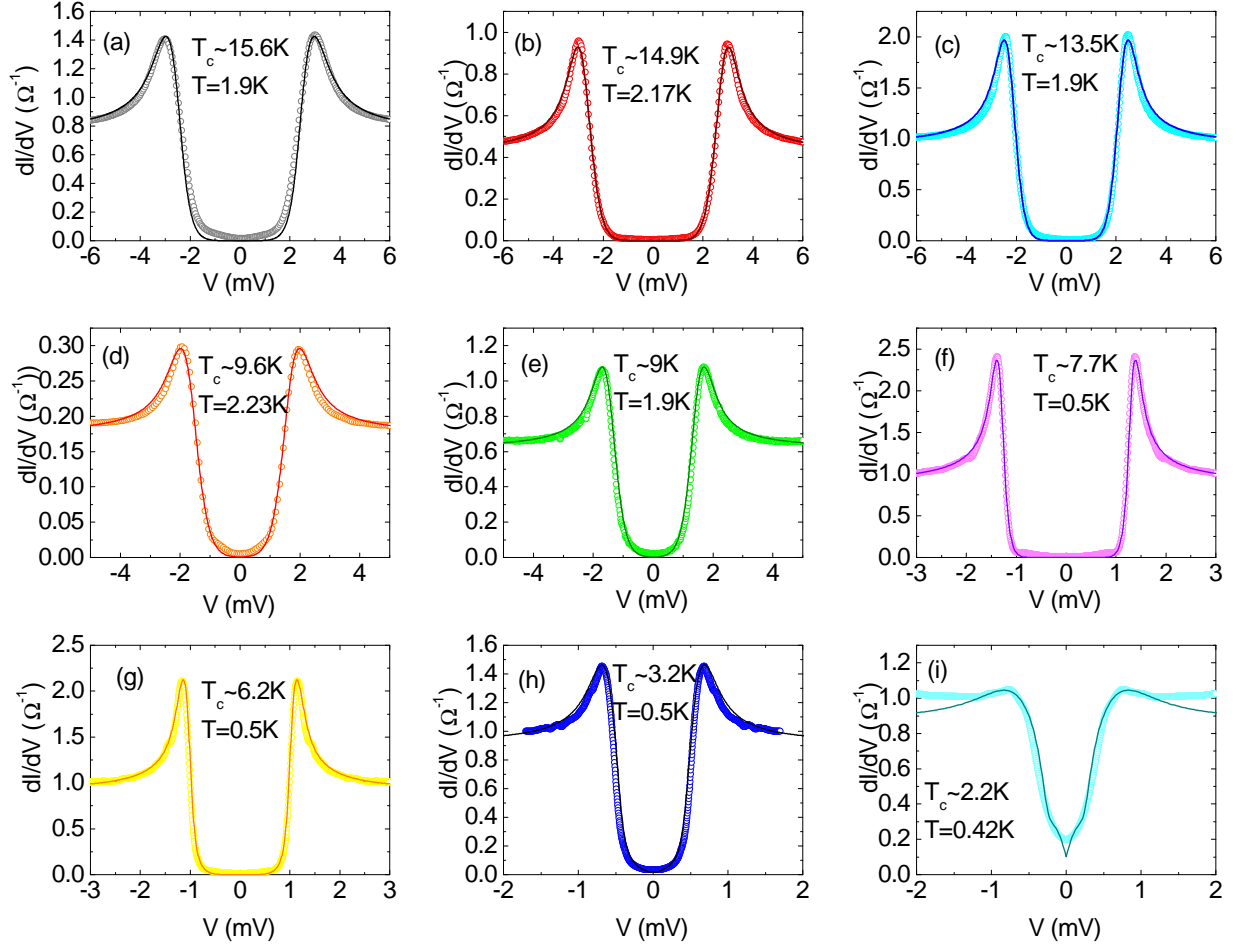 (a)
T_c~15.6K
T=1.9K
dI/dV (Ω⁻¹)
1.6
1.4
1.2
1.0
0.8
0.6
0.4
0.2
0.0
-6 -4 -2 0 2 4 6
V (mV)
(b)
T_c~14.9K
T=2.17K
dI/dV (Ω⁻¹)
1.0
0.8
0.6
0.4
0.2
0.0
-6 -4 -2 0 2 4 6
V (mV)
(c)
T_c~13.5K
T=1.9K
dI/dV (Ω⁻¹)
2.0
1.5
1.0
0.5
0.0
-6 -4 -2 0 2 4 6
V (mV)
(d)
T_c~9.6K
T=2.23K
dI/dV (Ω⁻¹))
0.30
0.25
0.20
0.15
0.10
0.05
0.00
-4 -2 0 2 4
V (mV)
(e)
T_c~9K
T=1.9K
dI/dV (Ω⁻¹)
1.2
1.0
0.8
0.6
0.4
0.2
0.0
-4 -2 0 2 4
V (mV)
(f)
T_c~7.7K
T=0.5K
dI/dV (Ω⁻¹)
2.5
2.0
1.5
1.0
0.5
0.0
-3 -2 -1 0 1 2 3
V (mV)
(g)
T_c~6.2K
T=0.5K
dI/dV (Ω⁻¹)
2.5
2.0
1.5
1.0
0.5
0.0
-3 -2 -1 0 1 2 3
V (mV)
(h)
T_c~3.2K
T=0.5K
dI/dV (Ω⁻¹)
1.6
1.4
1.2
1.0
0.8
0.6
0.4
0.2
0.0
-2 -1 0 1 2
V (mV)
(i)
T_c~2.2K
T=0.42K
dI/dV (Ω⁻¹)
1.2
1.0
0.8
0.6
0.4
0.2
0.0
-2 -1 0 1 2
V (mV)